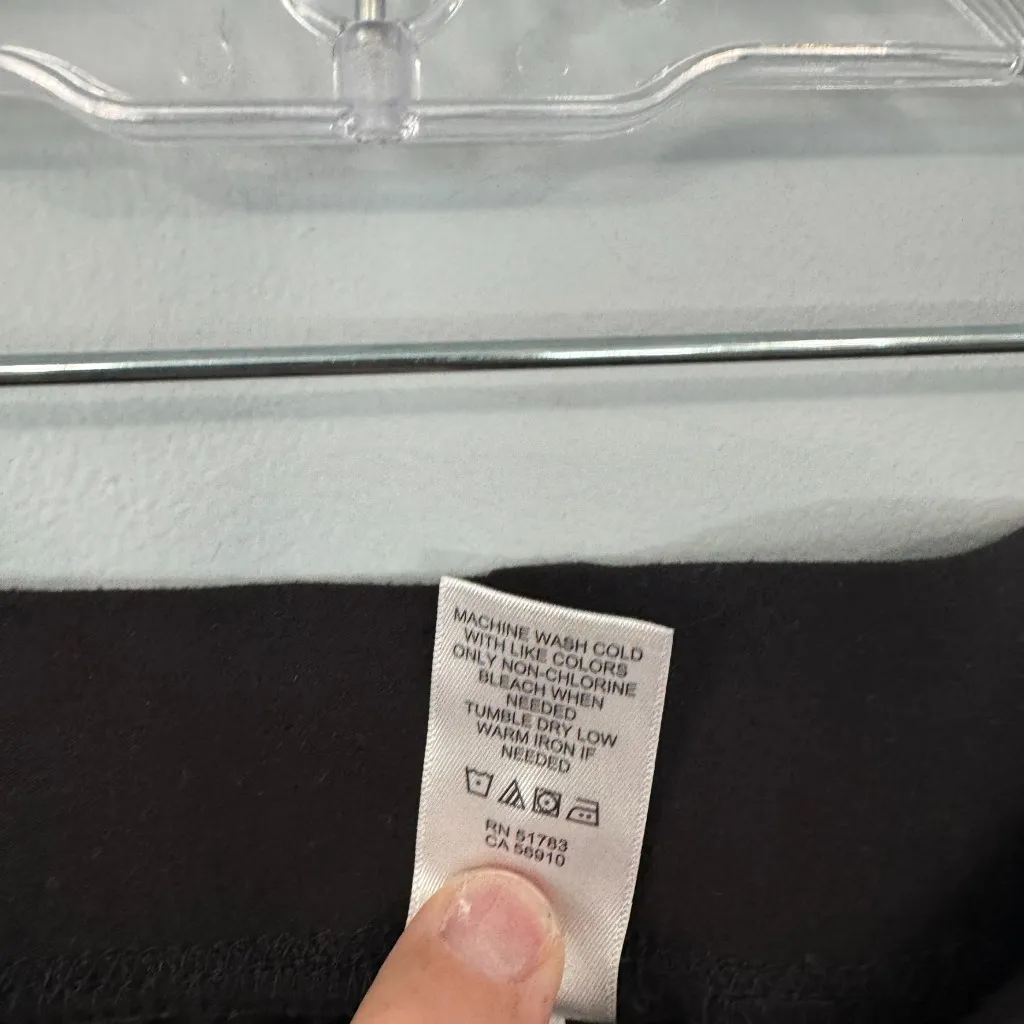 MACHINE WASH COLD
WITH LIKE COLORS
ONLY NON-CHLORINE
BLEACH WHEN
NEEDED
TUMBLE DRY LOW
WARM IRON IF
NEEDED
RN 51783
CA 56910